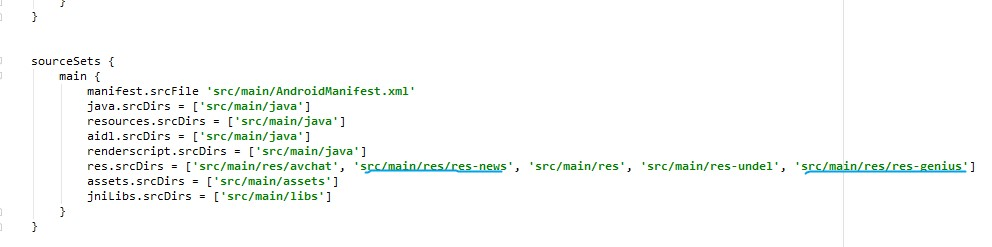 }
}
sourceSets {
main {
manifest.srcFile 'src/main/AndroidManifest.xml'
java.srcDirs = ['src/main/java']
resources.srcDirs = ['src/main/java']
aidl.srcDirs = ['src/main/java']
renderscript.srcDirs = ['src/main/java']
res.srcDirs = ['src/main/res/avchat', 'src/main/res/res-news', 'src/main/res', 'src/main/res-undel', 'src/main/res/res-genius']
assets.srcDirs = ['src/main/assets']
jniLibs.srcDirs = ['src/main/libs']
}
}